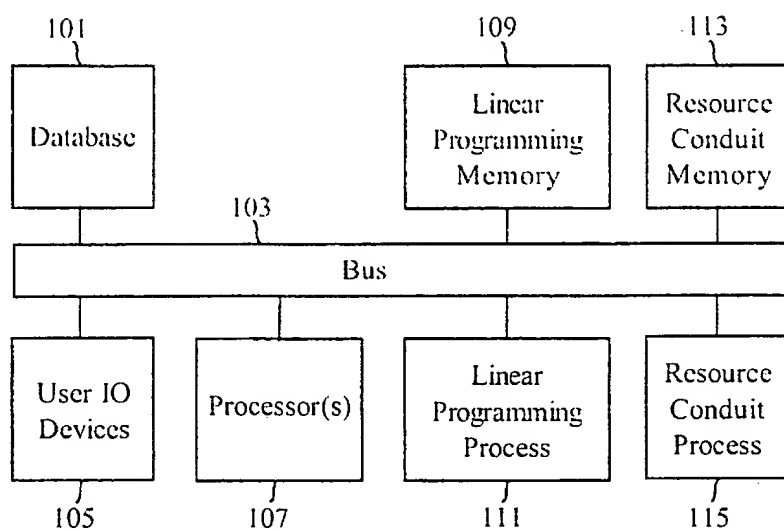 101
109
113
Database
Linear
Programming
Memory
Resource
Conduit
Memory
103
Bus
User IO
Devices
Processor(s)
Linear
Programming
Process
Resource
Conduit
Process
105
107
111
115